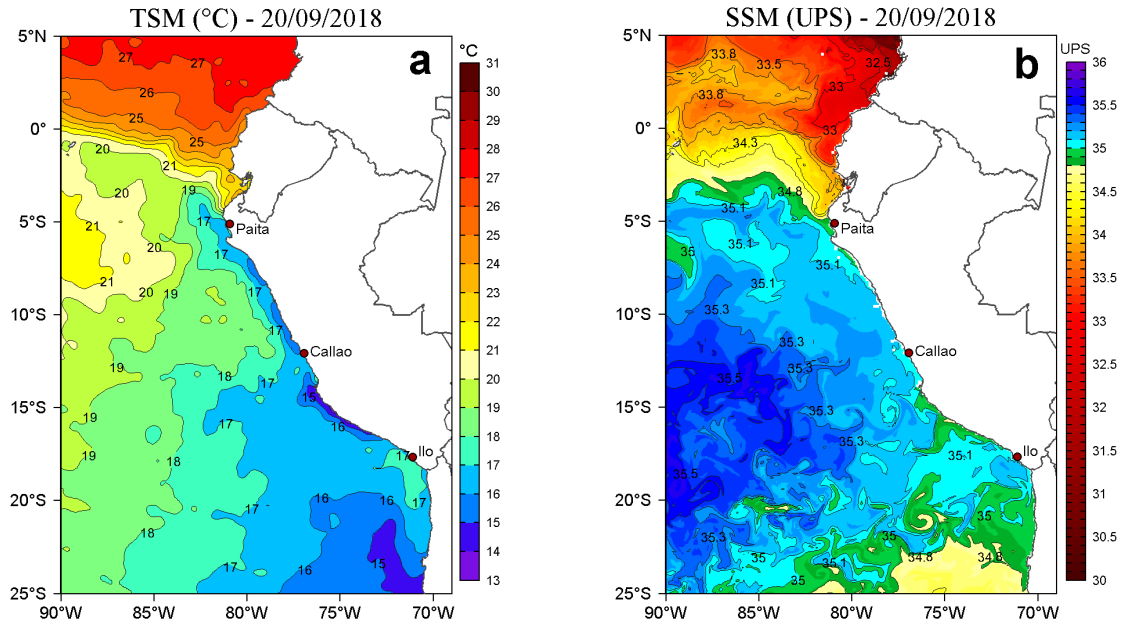 TSM (°C) - 20/09/2018
a
5°N
0°
5°S
10°S
15°S
20°S
25°S
90°W
85°W
80°W
75°W
70°W
27
27
26
25
25
20
21
20
19
21
17
Paita
20
17
21
20
19
17
17
Callao
19
18
17
15
19
17
16
19
18
17
Ilo
16
16
17
17
18
17
16
15
°C
31
30
29
28
27
26
25
24
23
22
21
20
19
18
17
16
15
14
13
SSM (UPS) - 20/09/2018
b
5°N
0°
5°S
10°S
15°S
20°S
25°S
90°W
85°W
80°W
75°W
70°W
33.8
33.5
32.5
33.8
33
33
34.3
34.8
35.1
Paita
35
35.1
35.1
35.1
35.3
35.3
Callao
35.3
35.5
35.3
35.3
35.1
Ilo
35.5
35
35.3
35
34.8
34.8
35
35.1
35
UPS
36
35.5
35
34.5
34
33.5
33
32.5
32
31.5
31
30.5
30